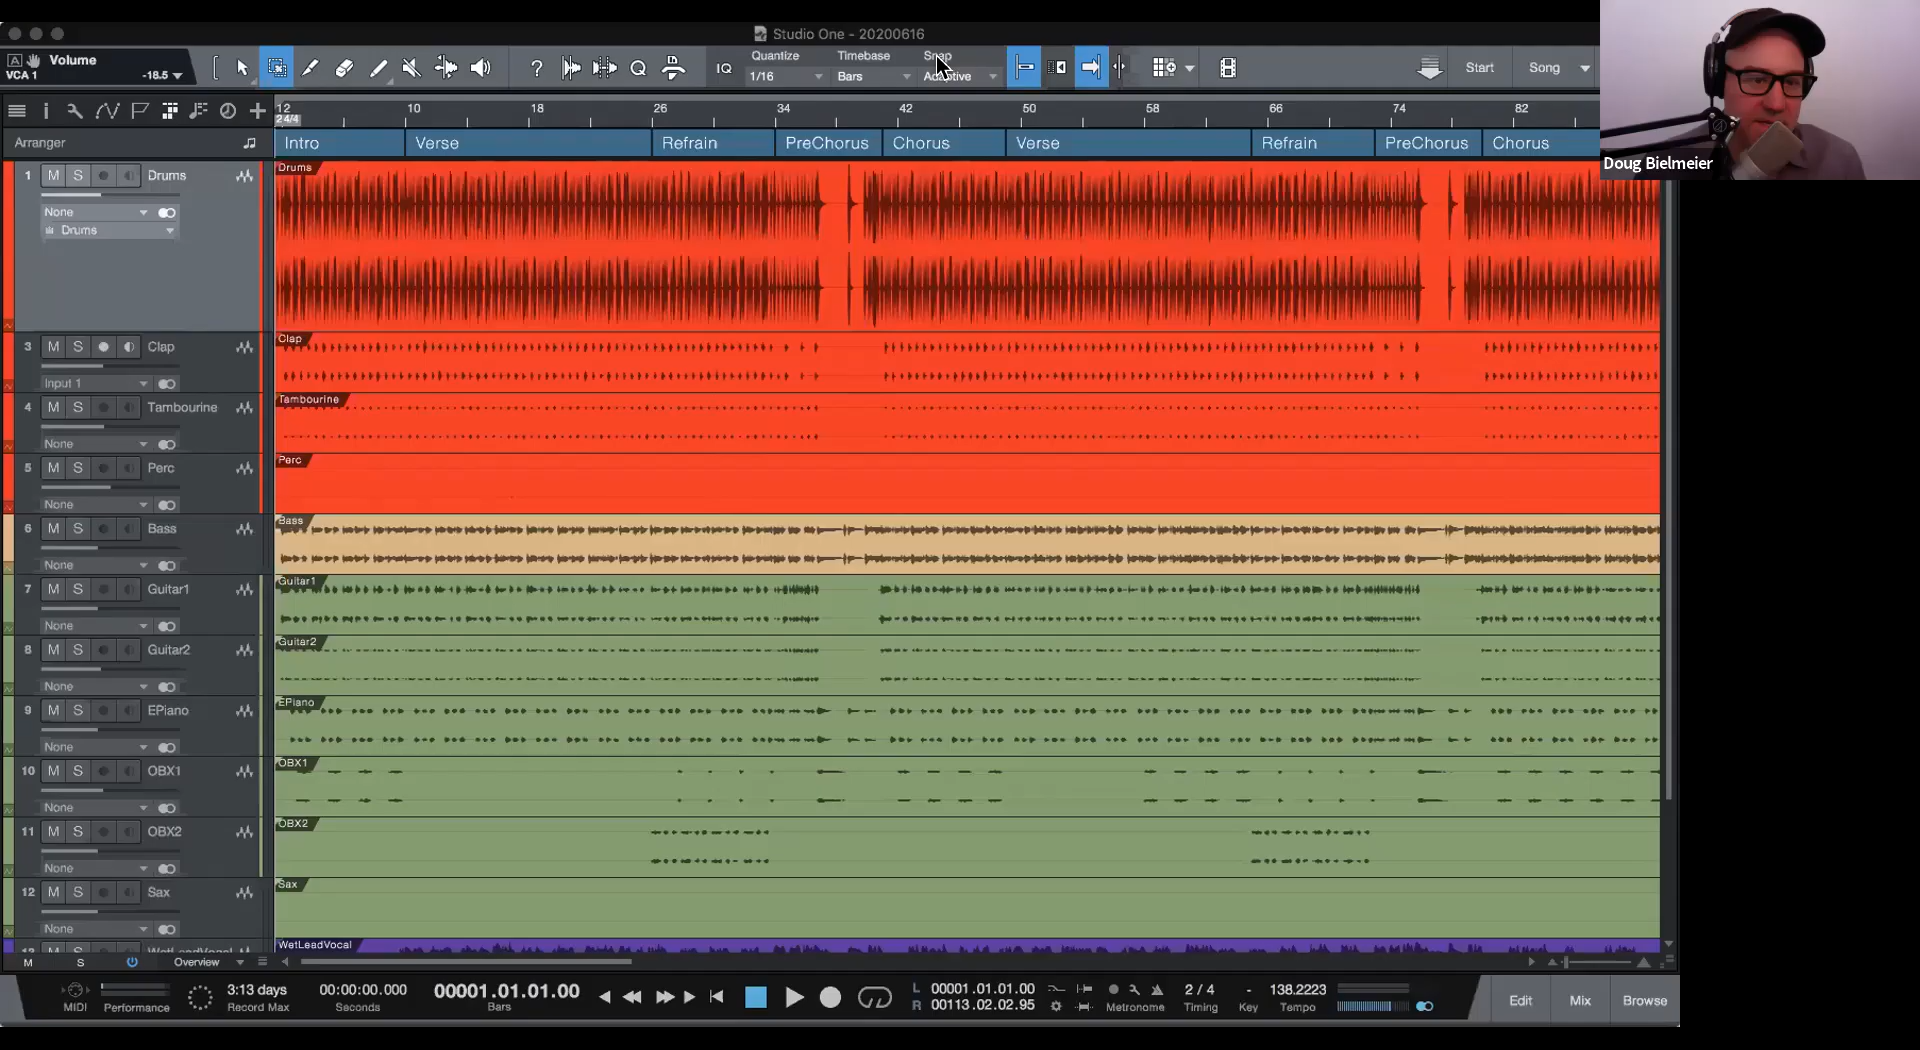 Studio One - 20200616
A Volume
VCA 1 -18.5
? IQ
Quantize Timebase Snap
1/16 Bars Adaptive
Start Song
Doug Bielmeier
12 10 18 26 34 42 50 58 66 74 82
2 4/4
Arranger Intro Verse Refrain PreChorus Chorus Verse Refrain PreChorus Chorus
1 M S Drums
None
Drums
Drums
3 M S Clap
Input 1
Clap
4 M S Tambourine
None
Tambourine
5 M S Perc
None
Perc
6 M S Bass
None
Bass
7 M S Guitar1
None
Guitar1
8 M S Guitar2
None
Guitar2
9 M S EPiano
None
EPiano
10 M S OBX1
None
OBX1
11 M S OBX2
None
OBX2
12 M S Sax
None
Sax
WetLeadVocal
M S Overview
MIDI Performance
3:13 days
Record Max
00:00:00.000
Seconds
00001.01.01.00
Bars
L 00001.01.01.00
R 00113.02.02.95
Metronome
2 / 4
Timing
-
Key
138.2223
Tempo
Edit Mix Browse